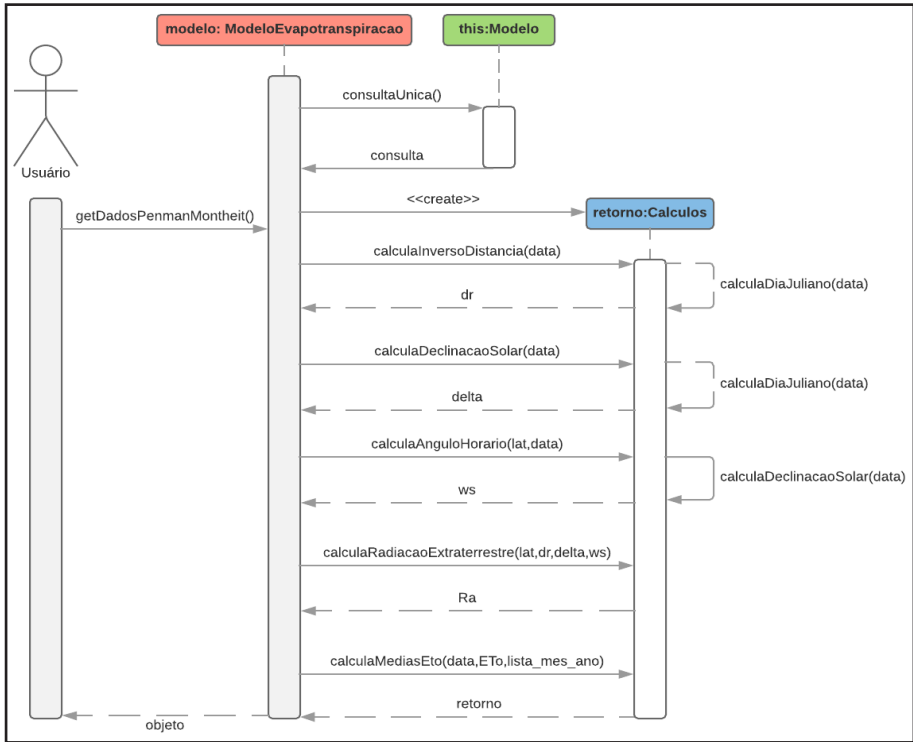 modelo: ModeloEvapotranspiracao
this:Modelo
consultaUnica()
consulta
Usuário
<<create>>
retorno:Calculos
getDadosPenmanMontheit()
calculaInversoDistancia(data)
calculaDiaJuliano(data)
dr
calculaDeclinacaoSolar(data)
calculaDiaJuliano(data)
delta
calculaAnguloHorario(lat,data)
calculaDeclinacaoSolar(data)
ws
calculaRadiacaoExtraterrestre(lat,dr,delta,ws)
Ra
calculaMediasEto(data,ETo,lista_mes_ano)
retorno
objeto